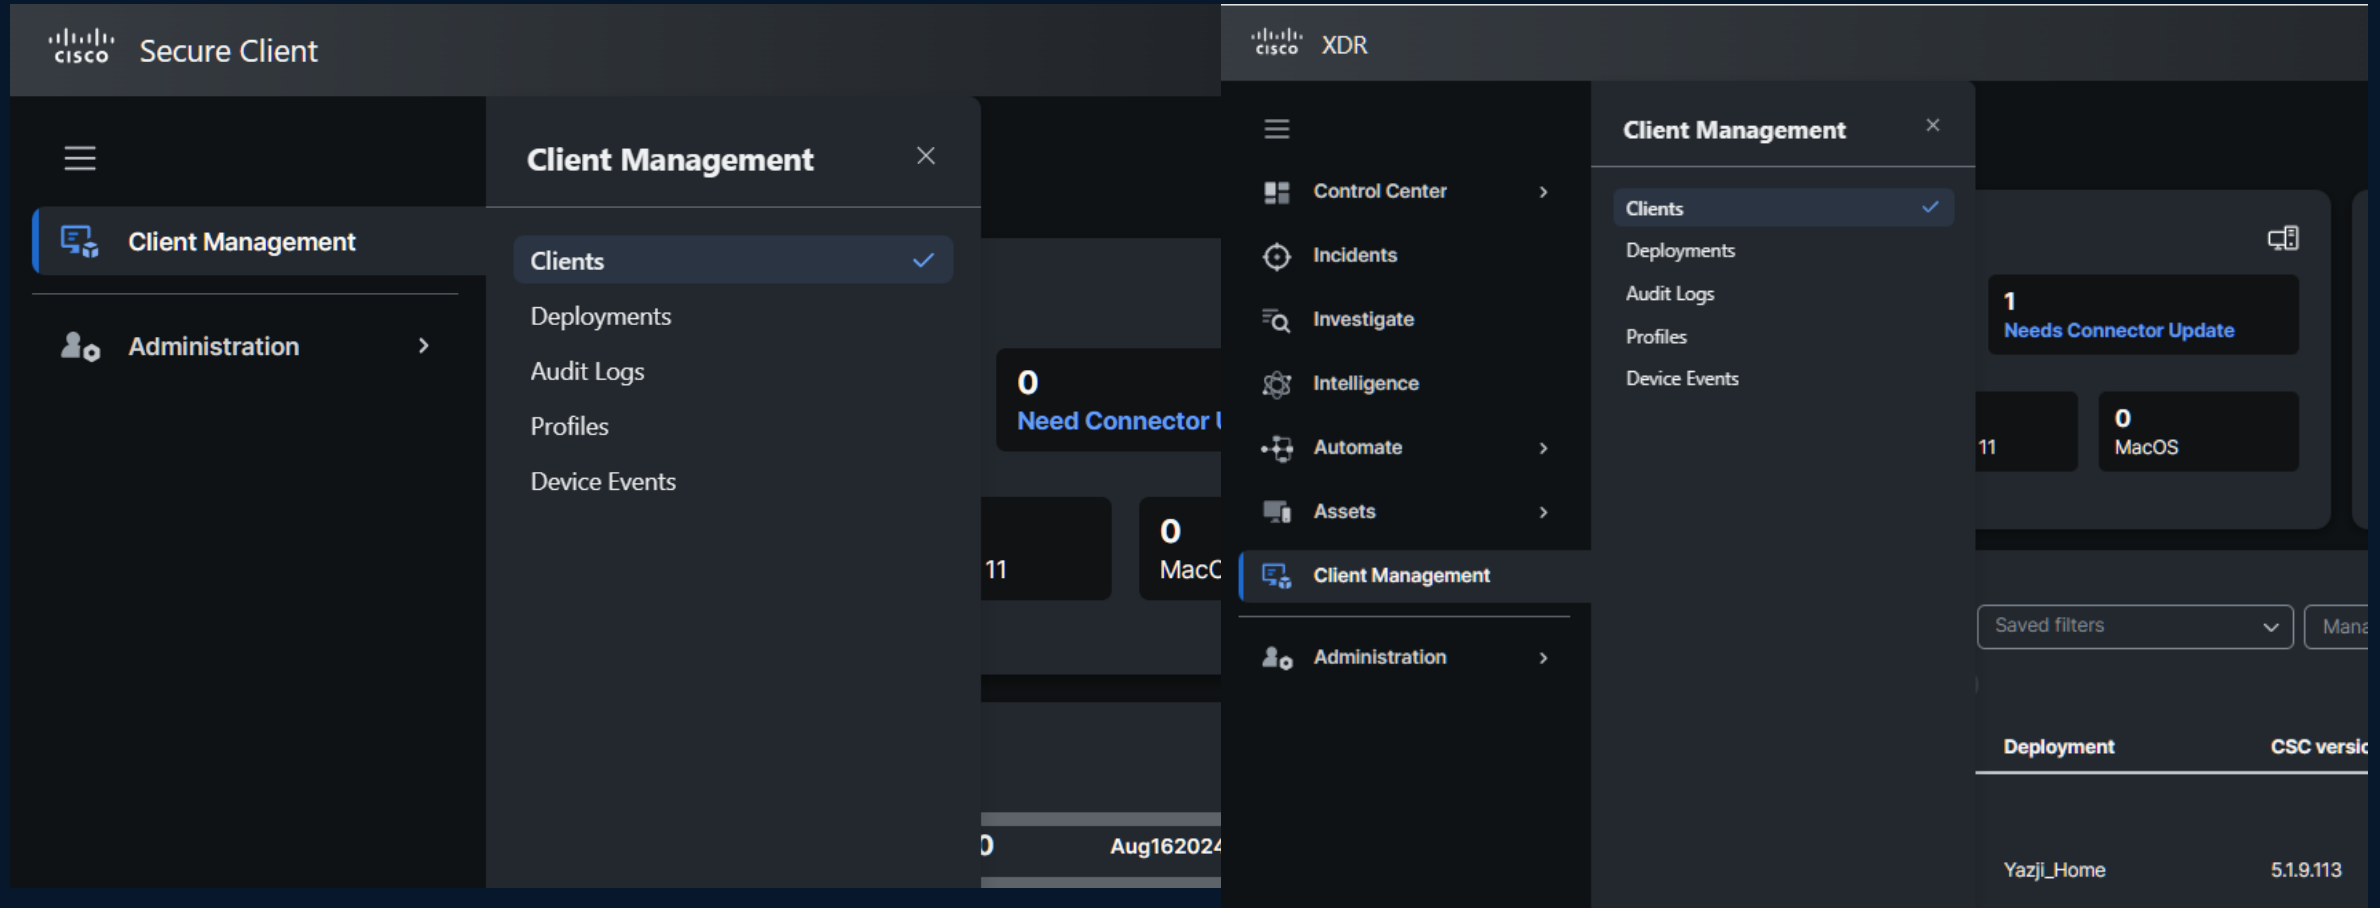 cisco Secure Client
Client Management
Administration
Client Management
Clients
Deployments
Audit Logs
Profiles
Device Events
0
Need Connector
11
0
MacO
0
Aug162024
cisco XDR
Control Center
Incidents
Investigate
Intelligence
Automate
Assets
Client Management
Administration
Client Management
Clients
Deployments
Audit Logs
Profiles
Device Events
1
Needs Connector Update
11
0
MacOS
Saved filters
Mana
Deployment CSC versio
Yazji_Home 5.1.9.113